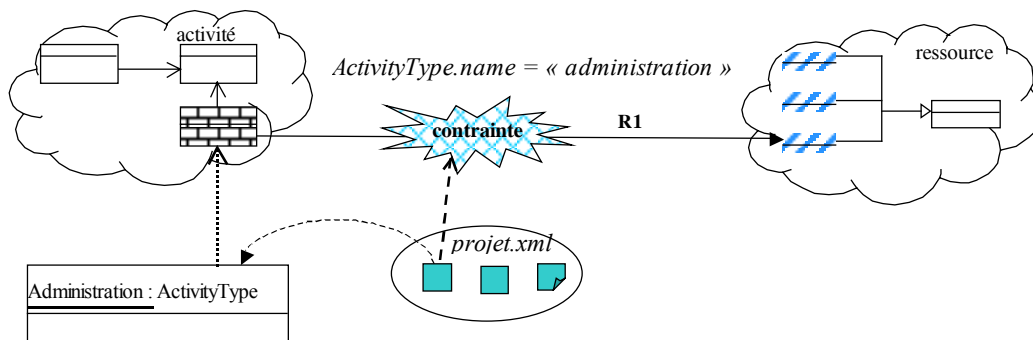 activité
ressource
ActivityType.name = « administration »
contrainte
R1
projet.xml
Administration : ActivityType